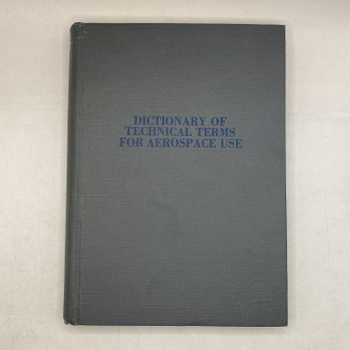 DICTIONARY OF
TECHNICAL TERMS
FOR AEROSPACE USE